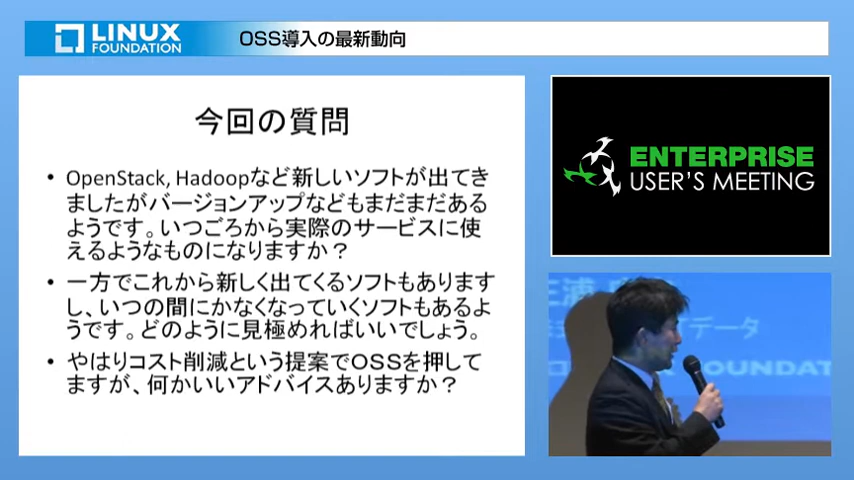 LINUX
FOUNDATION
OSS導入の最新動向
今回の質問
• OpenStack, Hadoopなど新しいソフトが出てき
ましたがバージョンアップなどもまだまだある
ようです。いつごろから実際のサービスに使
えるようなものになりますか？
• 一方でこれから新しく出てくるソフトもあります
し、いつの間にかなくなっていくソフトもあるよ
うです。どのように見極めればいいでしょう。
• やはりコスト削減という提案でＯＳＳを押して
ますが、何かいいアドバイスありますか？
ENTERPRISE
USER'S MEETING
三浦
データ
FOUNDAT